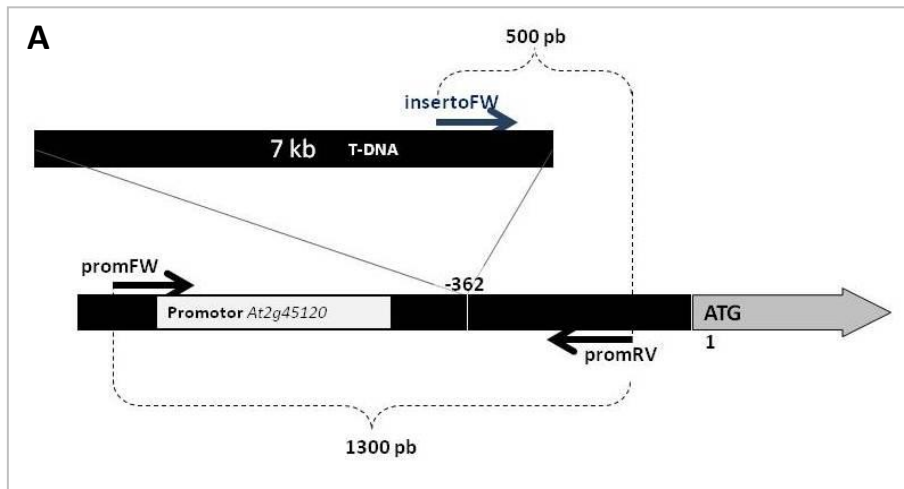 A
500 pb
insertoFW
7 kb T-DNA
promFW
-362
Promotor At2g45120
ATG
1
promRV
1300 pb